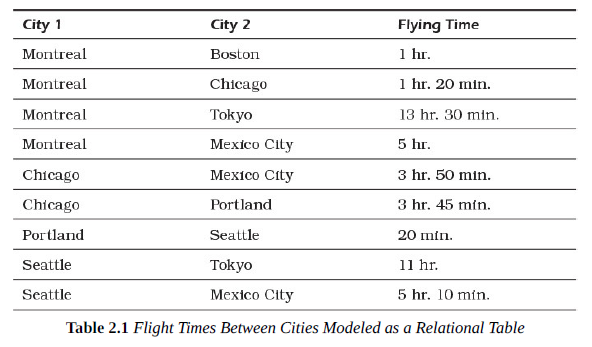 City 1 City 2 Flying Time
Montreal Boston 1 hr.
Montreal Chicago 1 hr. 20 min.
Montreal Tokyo 13 hr. 30 min.
Montreal Mexico City 5 hr.
Chicago Mexico City 3 hr. 50 min.
Chicago Portland 3 hr. 45 min.
Portland Seattle 20 min.
Seattle Tokyo 11 hr.
Seattle Mexico City 5 hr. 10 min.
Table 2.1 Flight Times Between Cities Modeled as a Relational Table